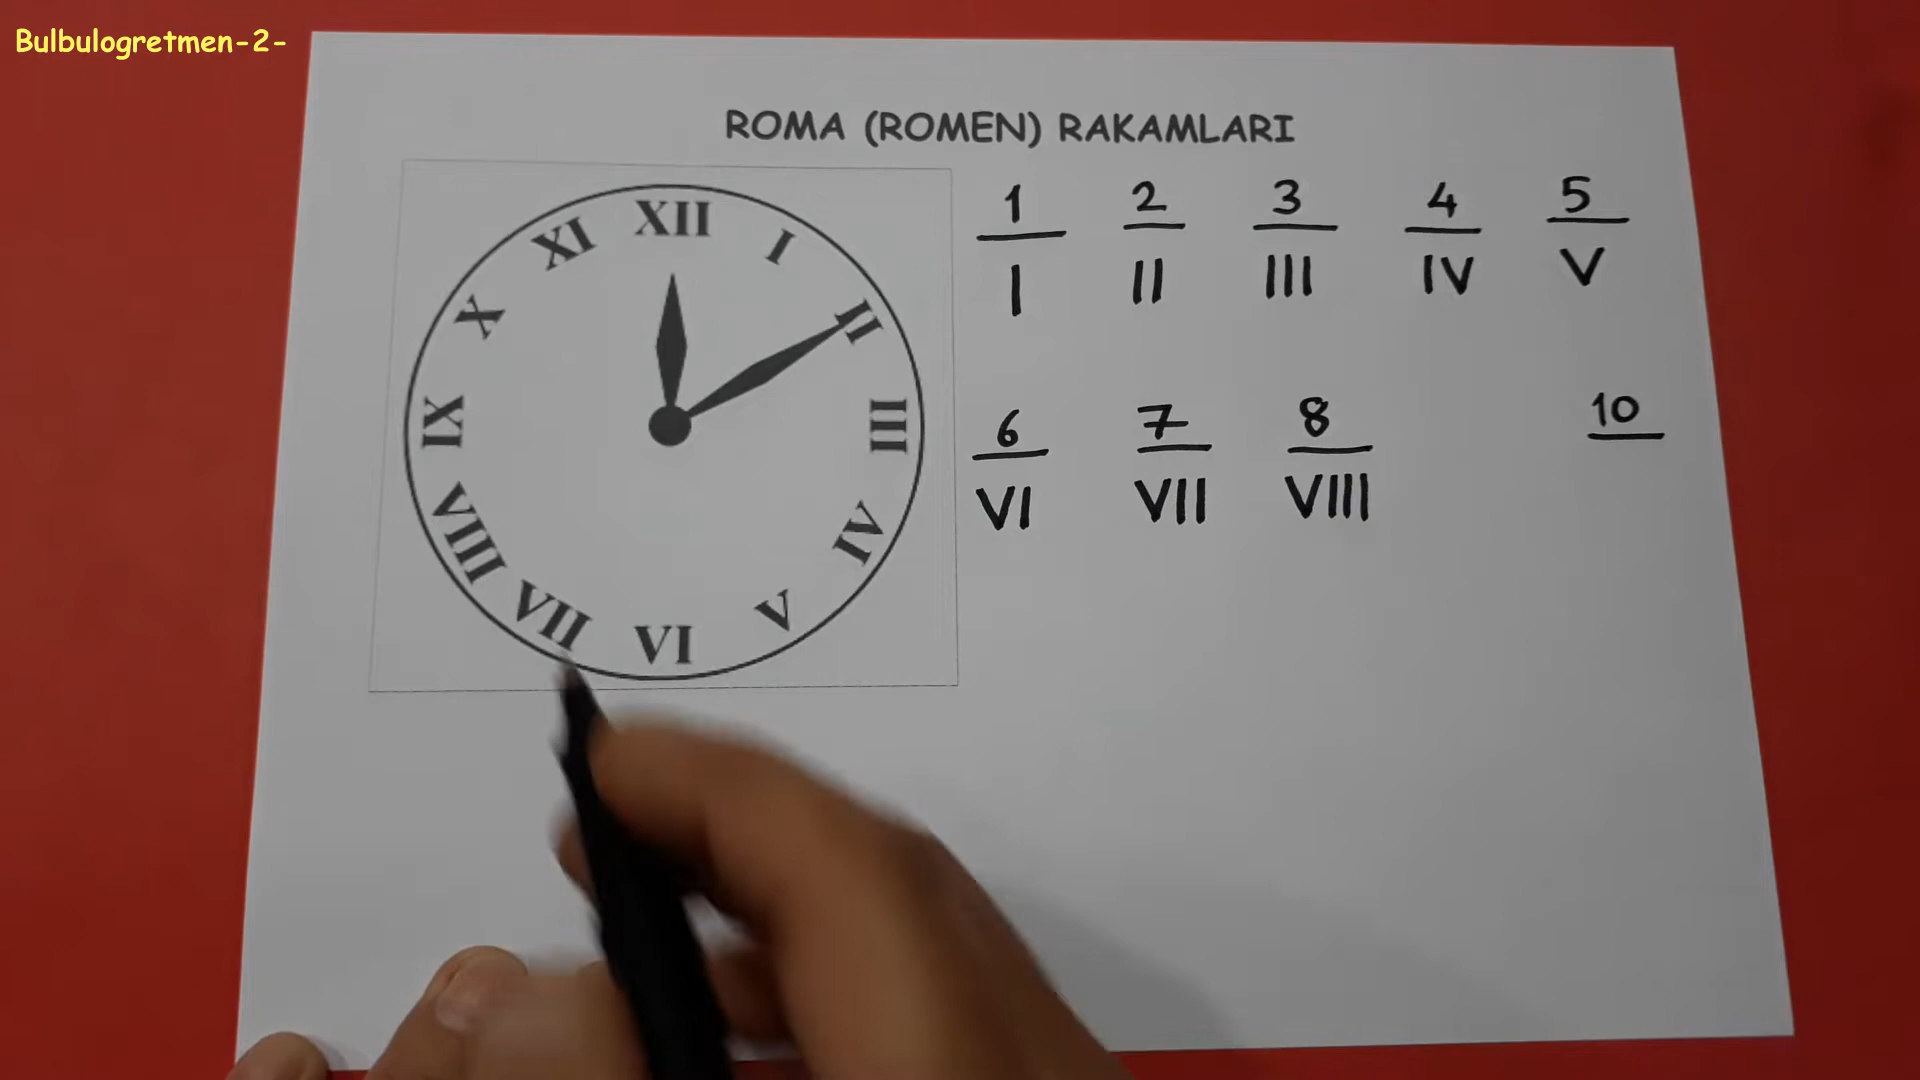 Bulbulogretmen-2-
ROMA (ROMEN) RAKAMLARI
XII
I
II
III
IV
V
VI
VII
VIII
IX
X
XI
1 2 3 4 5
I II III IV V
6 7 8 10
VI VII VIII